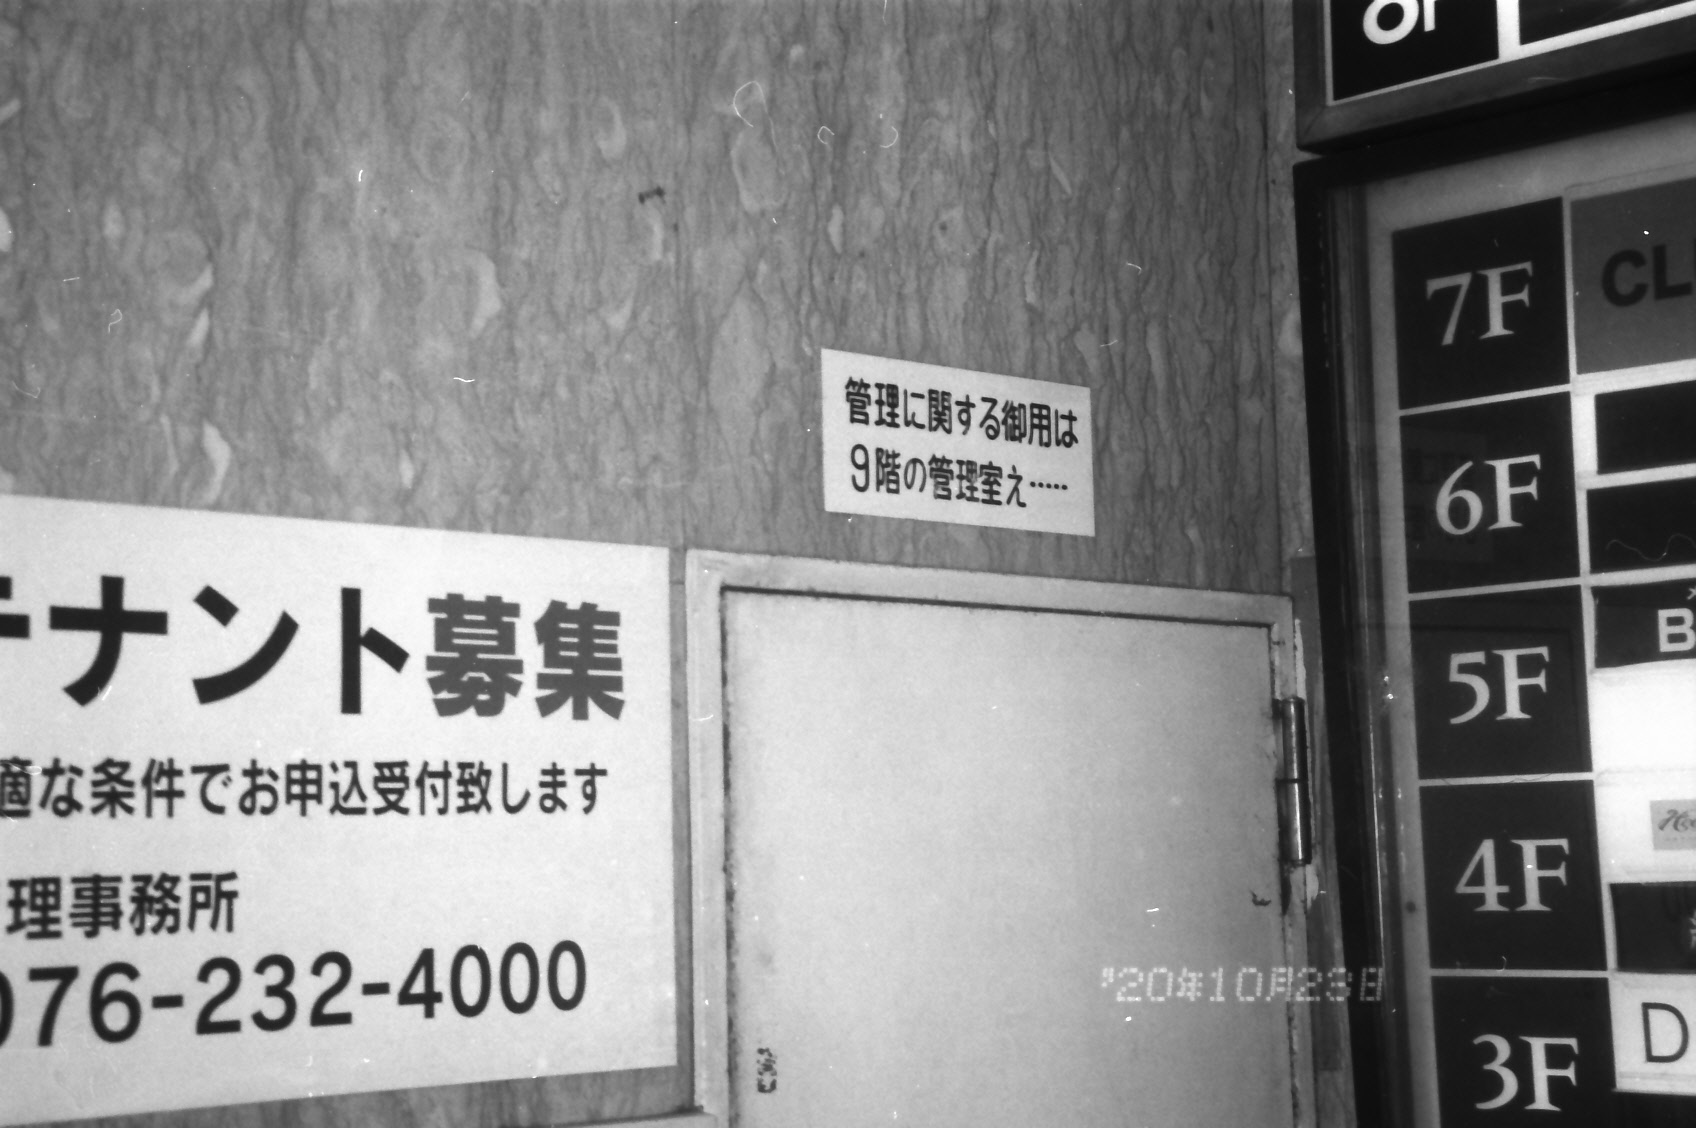 テナント募集
適な条件でお申込受付致します
理事務所
076-232-4000
管理に関する御用は
9階の管理室え……
or
7F
CL
6F
5F
B
4F
3F
D
'20年10月23日